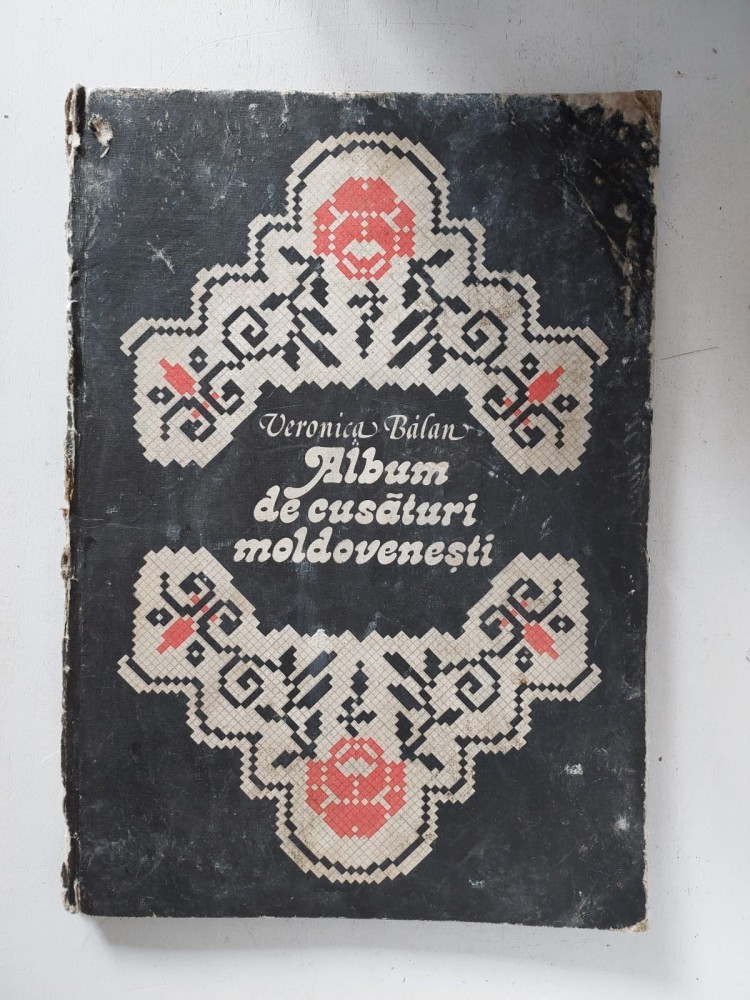 Veronica Bălan
Album
de cusături
moldovenești